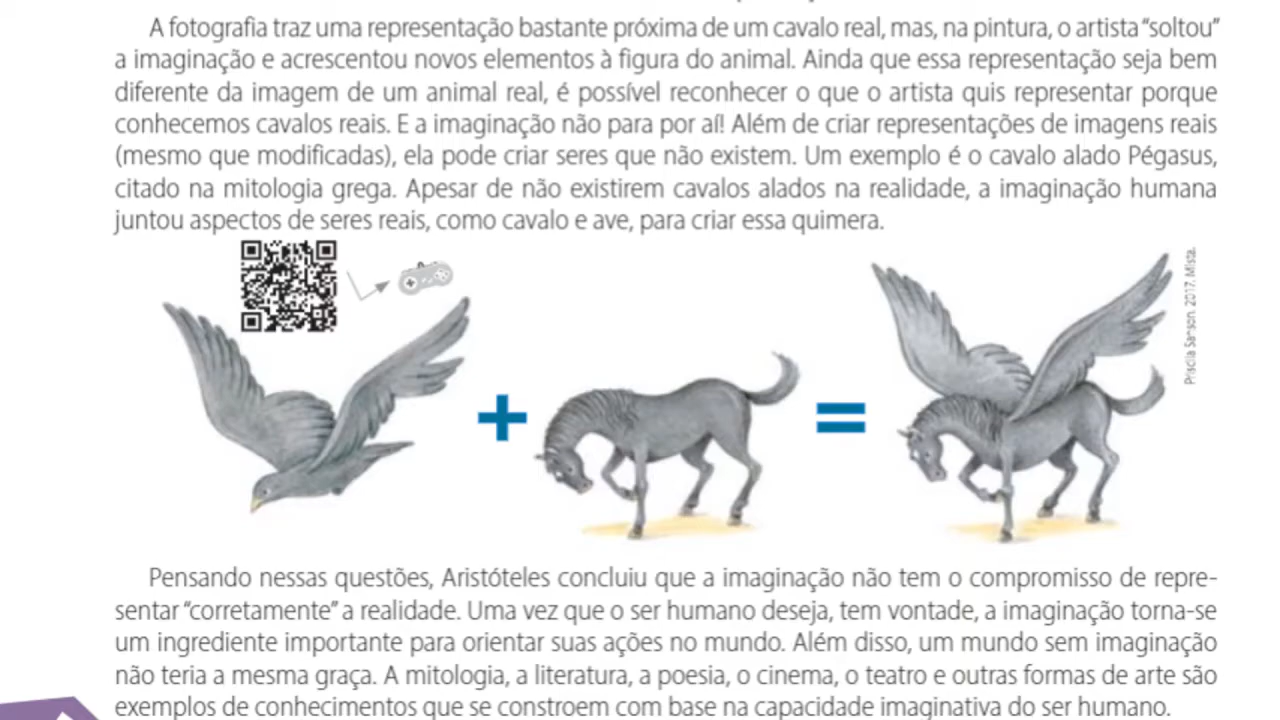 A fotografia traz uma representação bastante próxima de um cavalo real, mas, na pintura, o artista “soltou”
a imaginação e acrescentou novos elementos à figura do animal. Ainda que essa representação seja bem
diferente da imagem de um animal real, é possível reconhecer o que o artista quis representar porque
conhecemos cavalos reais. E a imaginação não para por aí! Além de criar representações de imagens reais
(mesmo que modificadas), ela pode criar seres que não existem. Um exemplo é o cavalo alado Pégasus,
citado na mitologia grega. Apesar de não existirem cavalos alados na realidade, a imaginação humana
juntou aspectos de seres reais, como cavalo e ave, para criar essa quimera.
Priscila Sanson. 2017. Mista.
+
=
Pensando nessas questões, Aristóteles concluiu que a imaginação não tem o compromisso de repre-
sentar “corretamente” a realidade. Uma vez que o ser humano deseja, tem vontade, a imaginação torna-se
um ingrediente importante para orientar suas ações no mundo. Além disso, um mundo sem imaginação
não teria a mesma graça. A mitologia, a literatura, a poesia, o cinema, o teatro e outras formas de arte são
exemplos de conhecimentos que se constroem com base na capacidade imaginativa do ser humano.